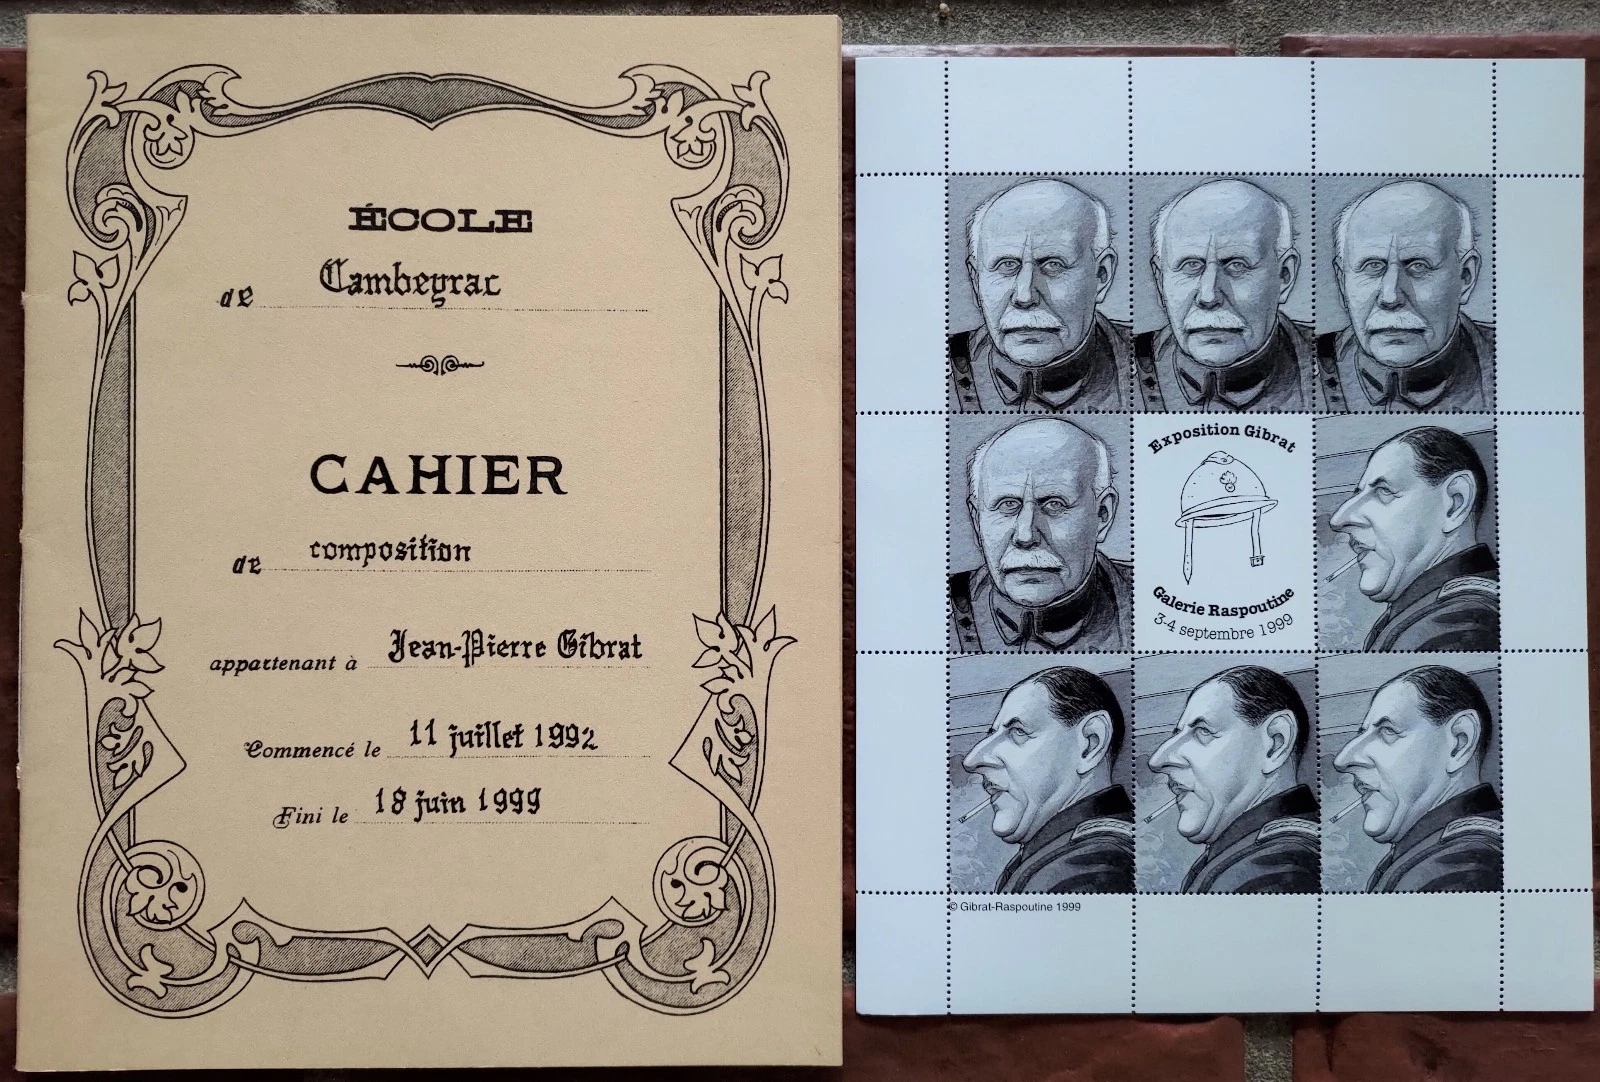 ÉCOLE
de Cambeyrac
CAHIER
de composition
appartenant à Jean-Pierre Gibrat
Commencé le 11 juillet 1992
Fini le 18 juin 1999
Exposition Gibrat
Galerie Raspoutine
3-4 septembre 1999
© Gibrat-Raspoutine 1999